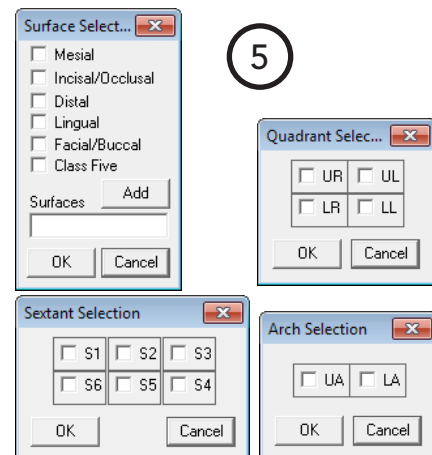 Surface Select...
Mesial
Incisal/Occlusal
Distal
Lingual
Facial/Buccal
Class Five
Surfaces Add
OK Cancel
5
Quadrant Selec...
UR UL
LR LL
OK Cancel
Sextant Selection
S1 S2 S3
S6 S5 S4
OK Cancel
Arch Selection
UA LA
OK Cancel